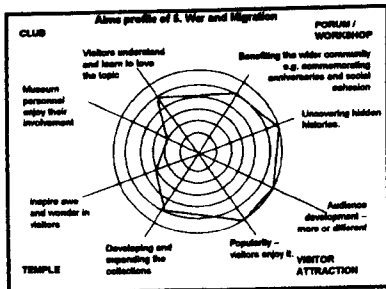 Aims profile of 5. War and Migration
CLUB
FORUM /
WORKSHOP
Visitors understand
and learn to love
the topic
Benefiting the wider community
e.g. commemorating
anniversaries and social
cohesion
Museum
personnel
enjoy their
involvement
Uncovering hidden
histories.
Inspire awe
and wonder in
visitors
Audience
development –
more or different
Developing and
expanding the
collections
Popularity –
visitors enjoy it.
TEMPLE
VISITOR
ATTRACTION